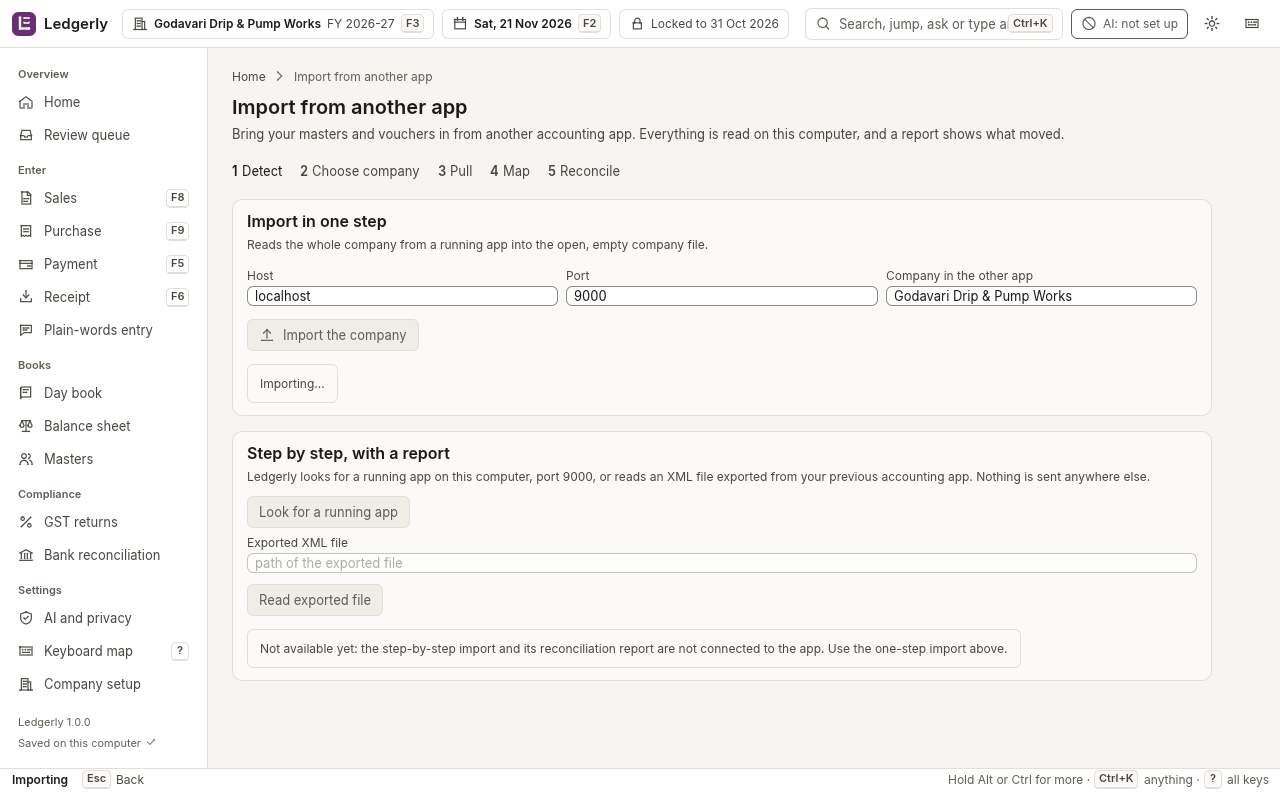 Ledgerly
Godavari Drip & Pump Works FY 2026-27 F3
Sat, 21 Nov 2026 F2
Locked to 31 Oct 2026
Search, jump, ask or type a Ctrl+K
AI: not set up
Overview
Home
Review queue
Enter
Sales F8
Purchase F9
Payment F5
Receipt F6
Plain-words entry
Books
Day book
Balance sheet
Masters
Compliance
GST returns
Bank reconciliation
Settings
AI and privacy
Keyboard map ?
Company setup
Ledgerly 1.0.0
Saved on this computer
Home Import from another app
Import from another app
Bring your masters and vouchers in from another accounting app. Everything is read on this computer, and a report shows what moved.
1 Detect 2 Choose company 3 Pull 4 Map 5 Reconcile
Import in one step
Reads the whole company from a running app into the open, empty company file.
Host Port Company in the other app
localhost 9000 Godavari Drip & Pump Works
Import the company
Importing...
Step by step, with a report
Ledgerly looks for a running app on this computer, port 9000, or reads an XML file exported from your previous accounting app. Nothing is sent anywhere else.
Look for a running app
Exported XML file
path of the exported file
Read exported file
Not available yet: the step-by-step import and its reconciliation report are not connected to the app. Use the one-step import above.
Importing Esc Back
Hold Alt or Ctrl for more · Ctrl+K anything · ? all keys